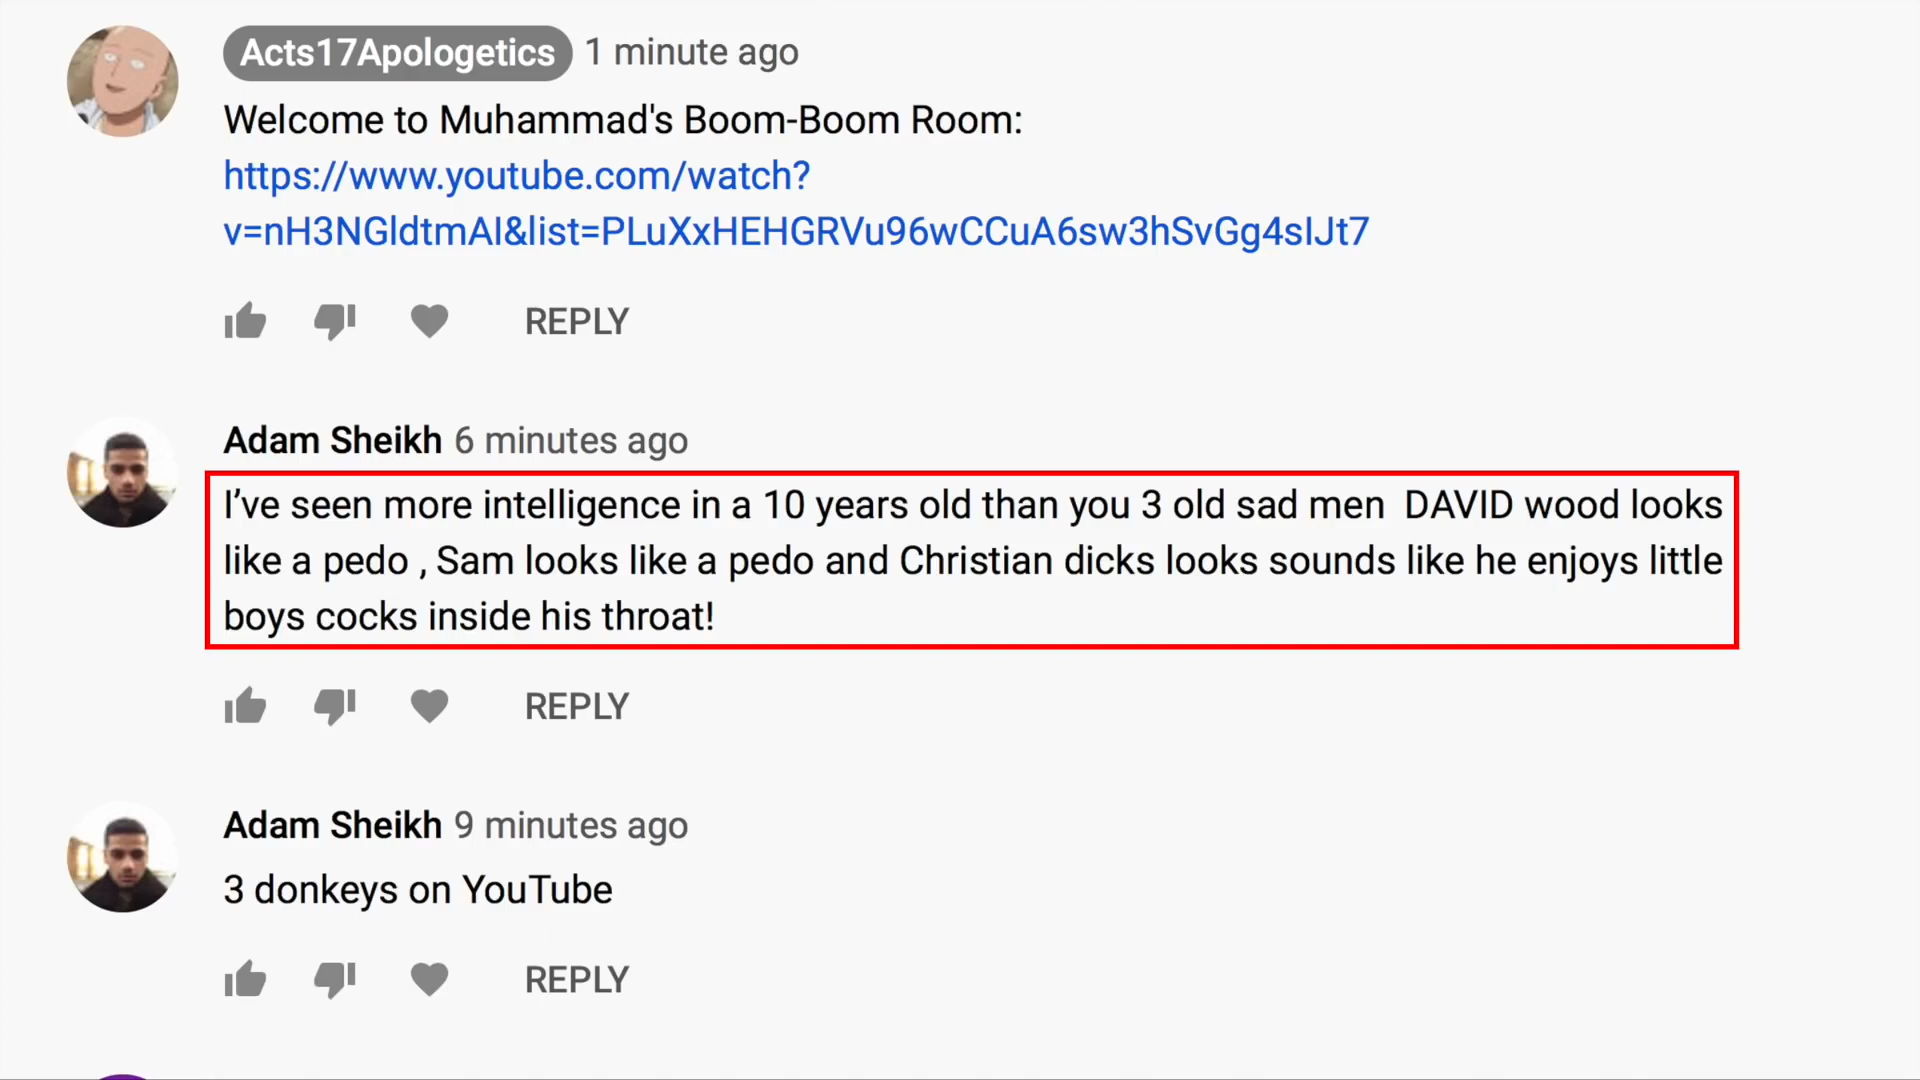 Acts17Apologetics 1 minute ago
Welcome to Muhammad's Boom-Boom Room:
https://www.youtube.com/watch?
v=nH3NGldtmAI&list=PLuXxHEHGRVu96wCCuA6sw3hSvGg4sIJt7
REPLY
Adam Sheikh 6 minutes ago
I’ve seen more intelligence in a 10 years old than you 3 old sad men  DAVID wood looks
like a pedo , Sam looks like a pedo and Christian dicks looks sounds like he enjoys little
boys cocks inside his throat!
REPLY
Adam Sheikh 9 minutes ago
3 donkeys on YouTube
REPLY